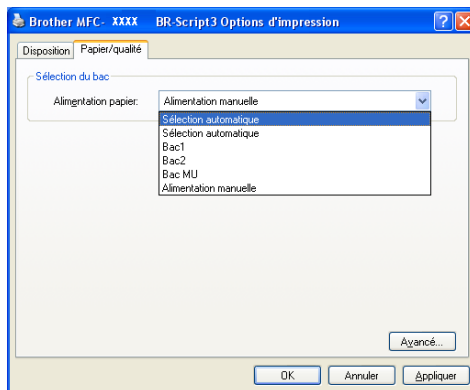 Brother MFC- XXXX BR-Script3 Options d'impression
Disposition Papier/qualité
Sélection du bac
Alimentation papier: Alimentation manuelle
Sélection automatique
Sélection automatique
Bac1
Bac2
Bac MU
Alimentation manuelle
Avancé...
OK Annuler Appliquer